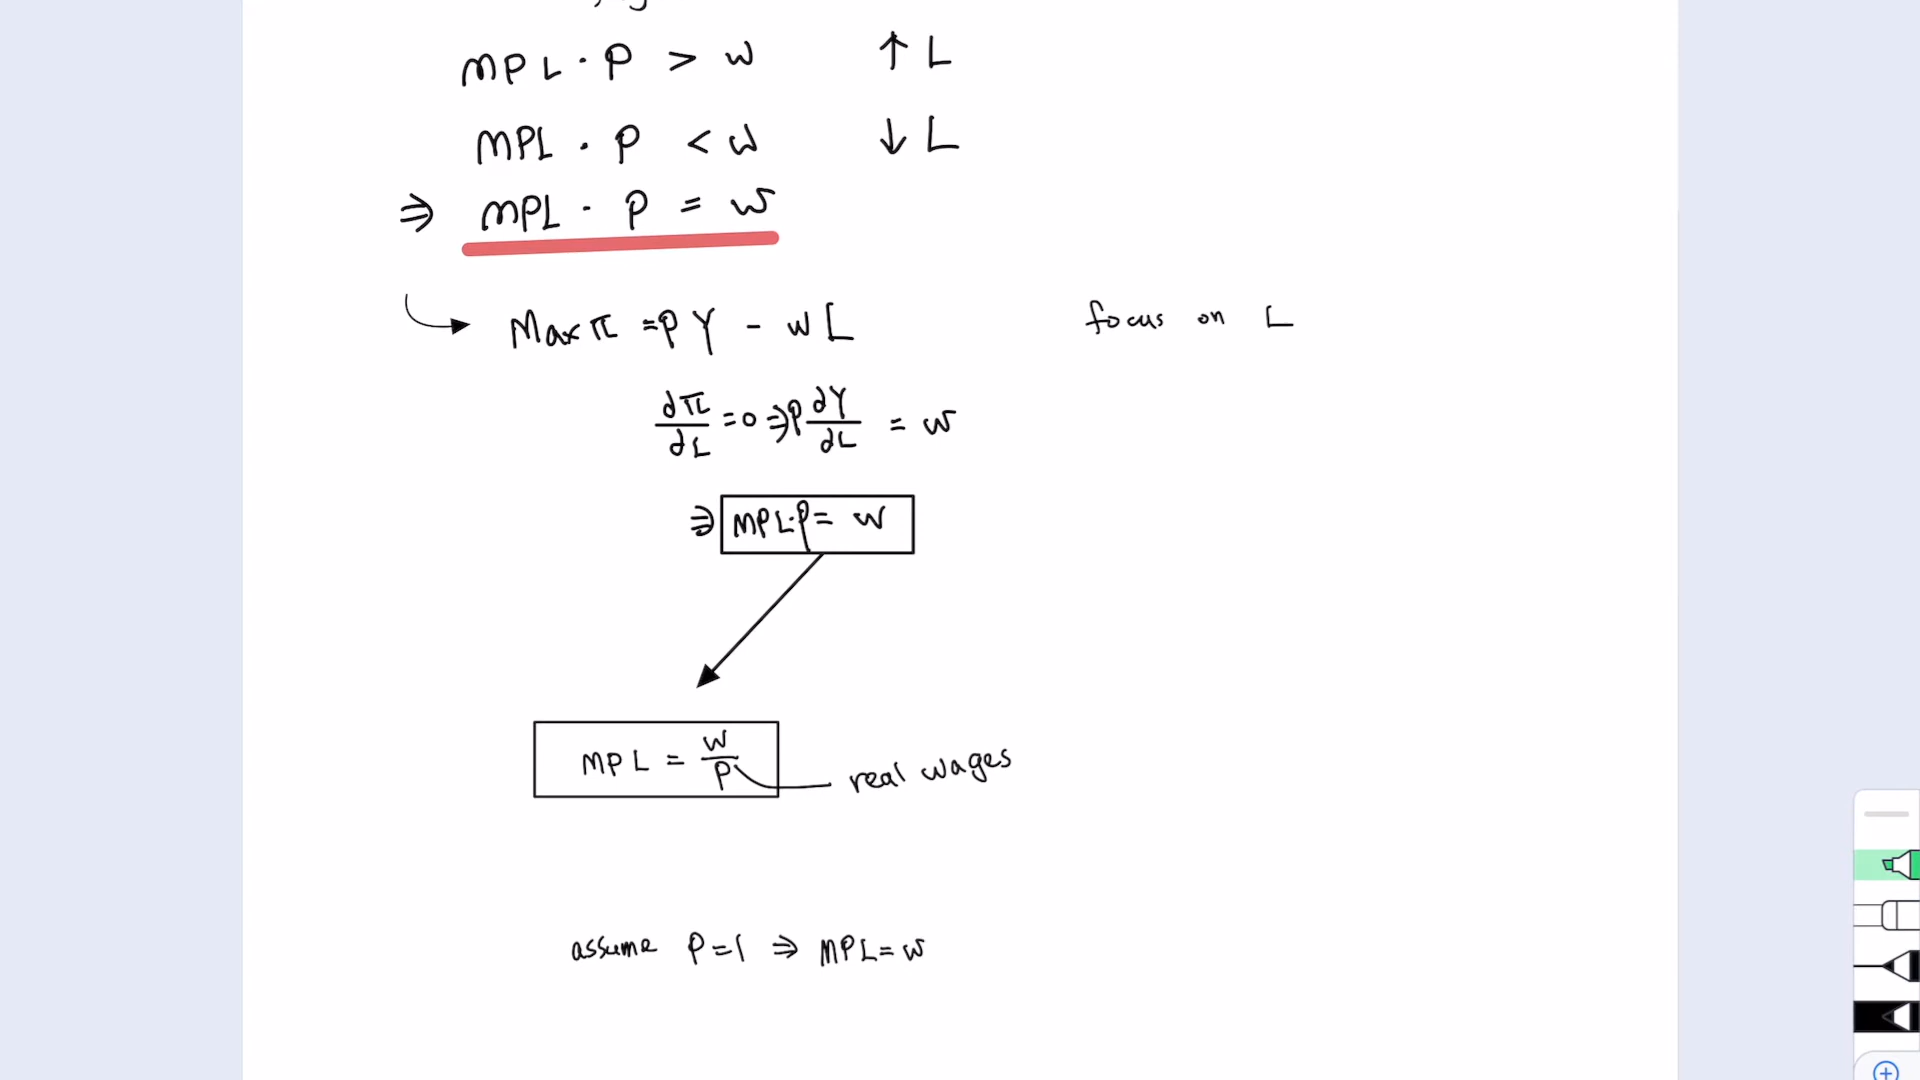 MPL · P > w ↑ L
MPL · P < w ↓ L
⇒ MPL · P = w
Max π = P Y - w L focus on L
∂π/∂L = 0 ⇒ P ∂Y/∂L = w
⇒ MPL·P = w
MPL = w/P real wages
assume P=1 ⇒ MPL = w